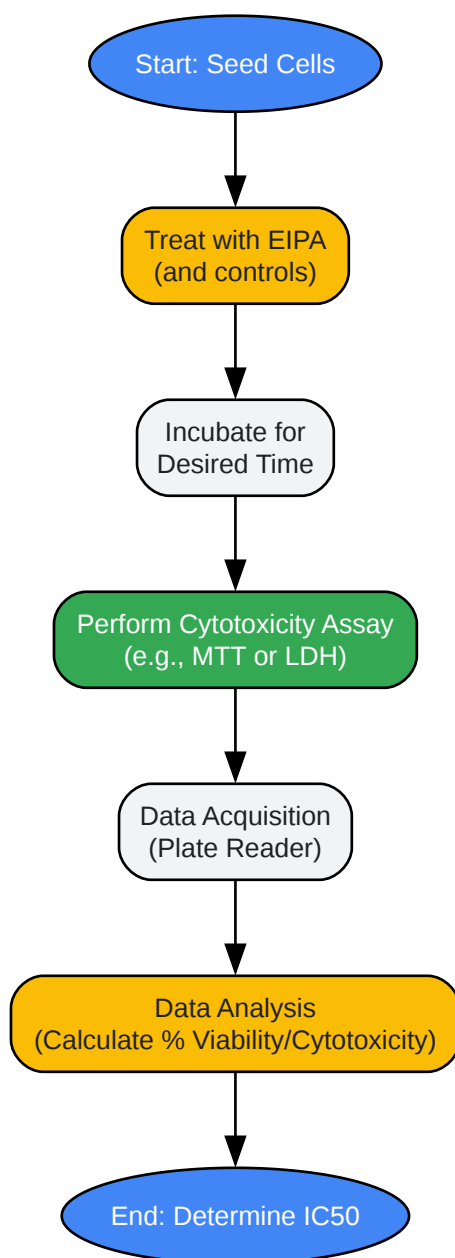 Start: Seed Cells
Treat with EIPA
(and controls)
Incubate for
Desired Time
Perform Cytotoxicity Assay
(e.g., MTT or LDH)
Data Acquisition
(Plate Reader)
Data Analysis
(Calculate % Viability/Cytotoxicity)
End: Determine IC50